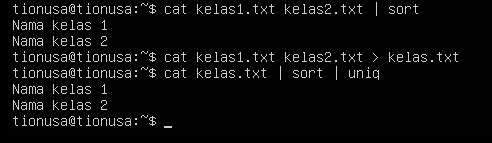 tionusa@tionusa:~$ cat kelas1.txt kelas2.txt | sort
Nama kelas 1
Nama kelas 2
tionusa@tionusa:~$ cat kelas1.txt kelas2.txt > kelas.txt
tionusa@tionusa:~$ cat kelas.txt | sort | uniq
Nama kelas 1
Nama kelas 2
tionusa@tionusa:~$ _